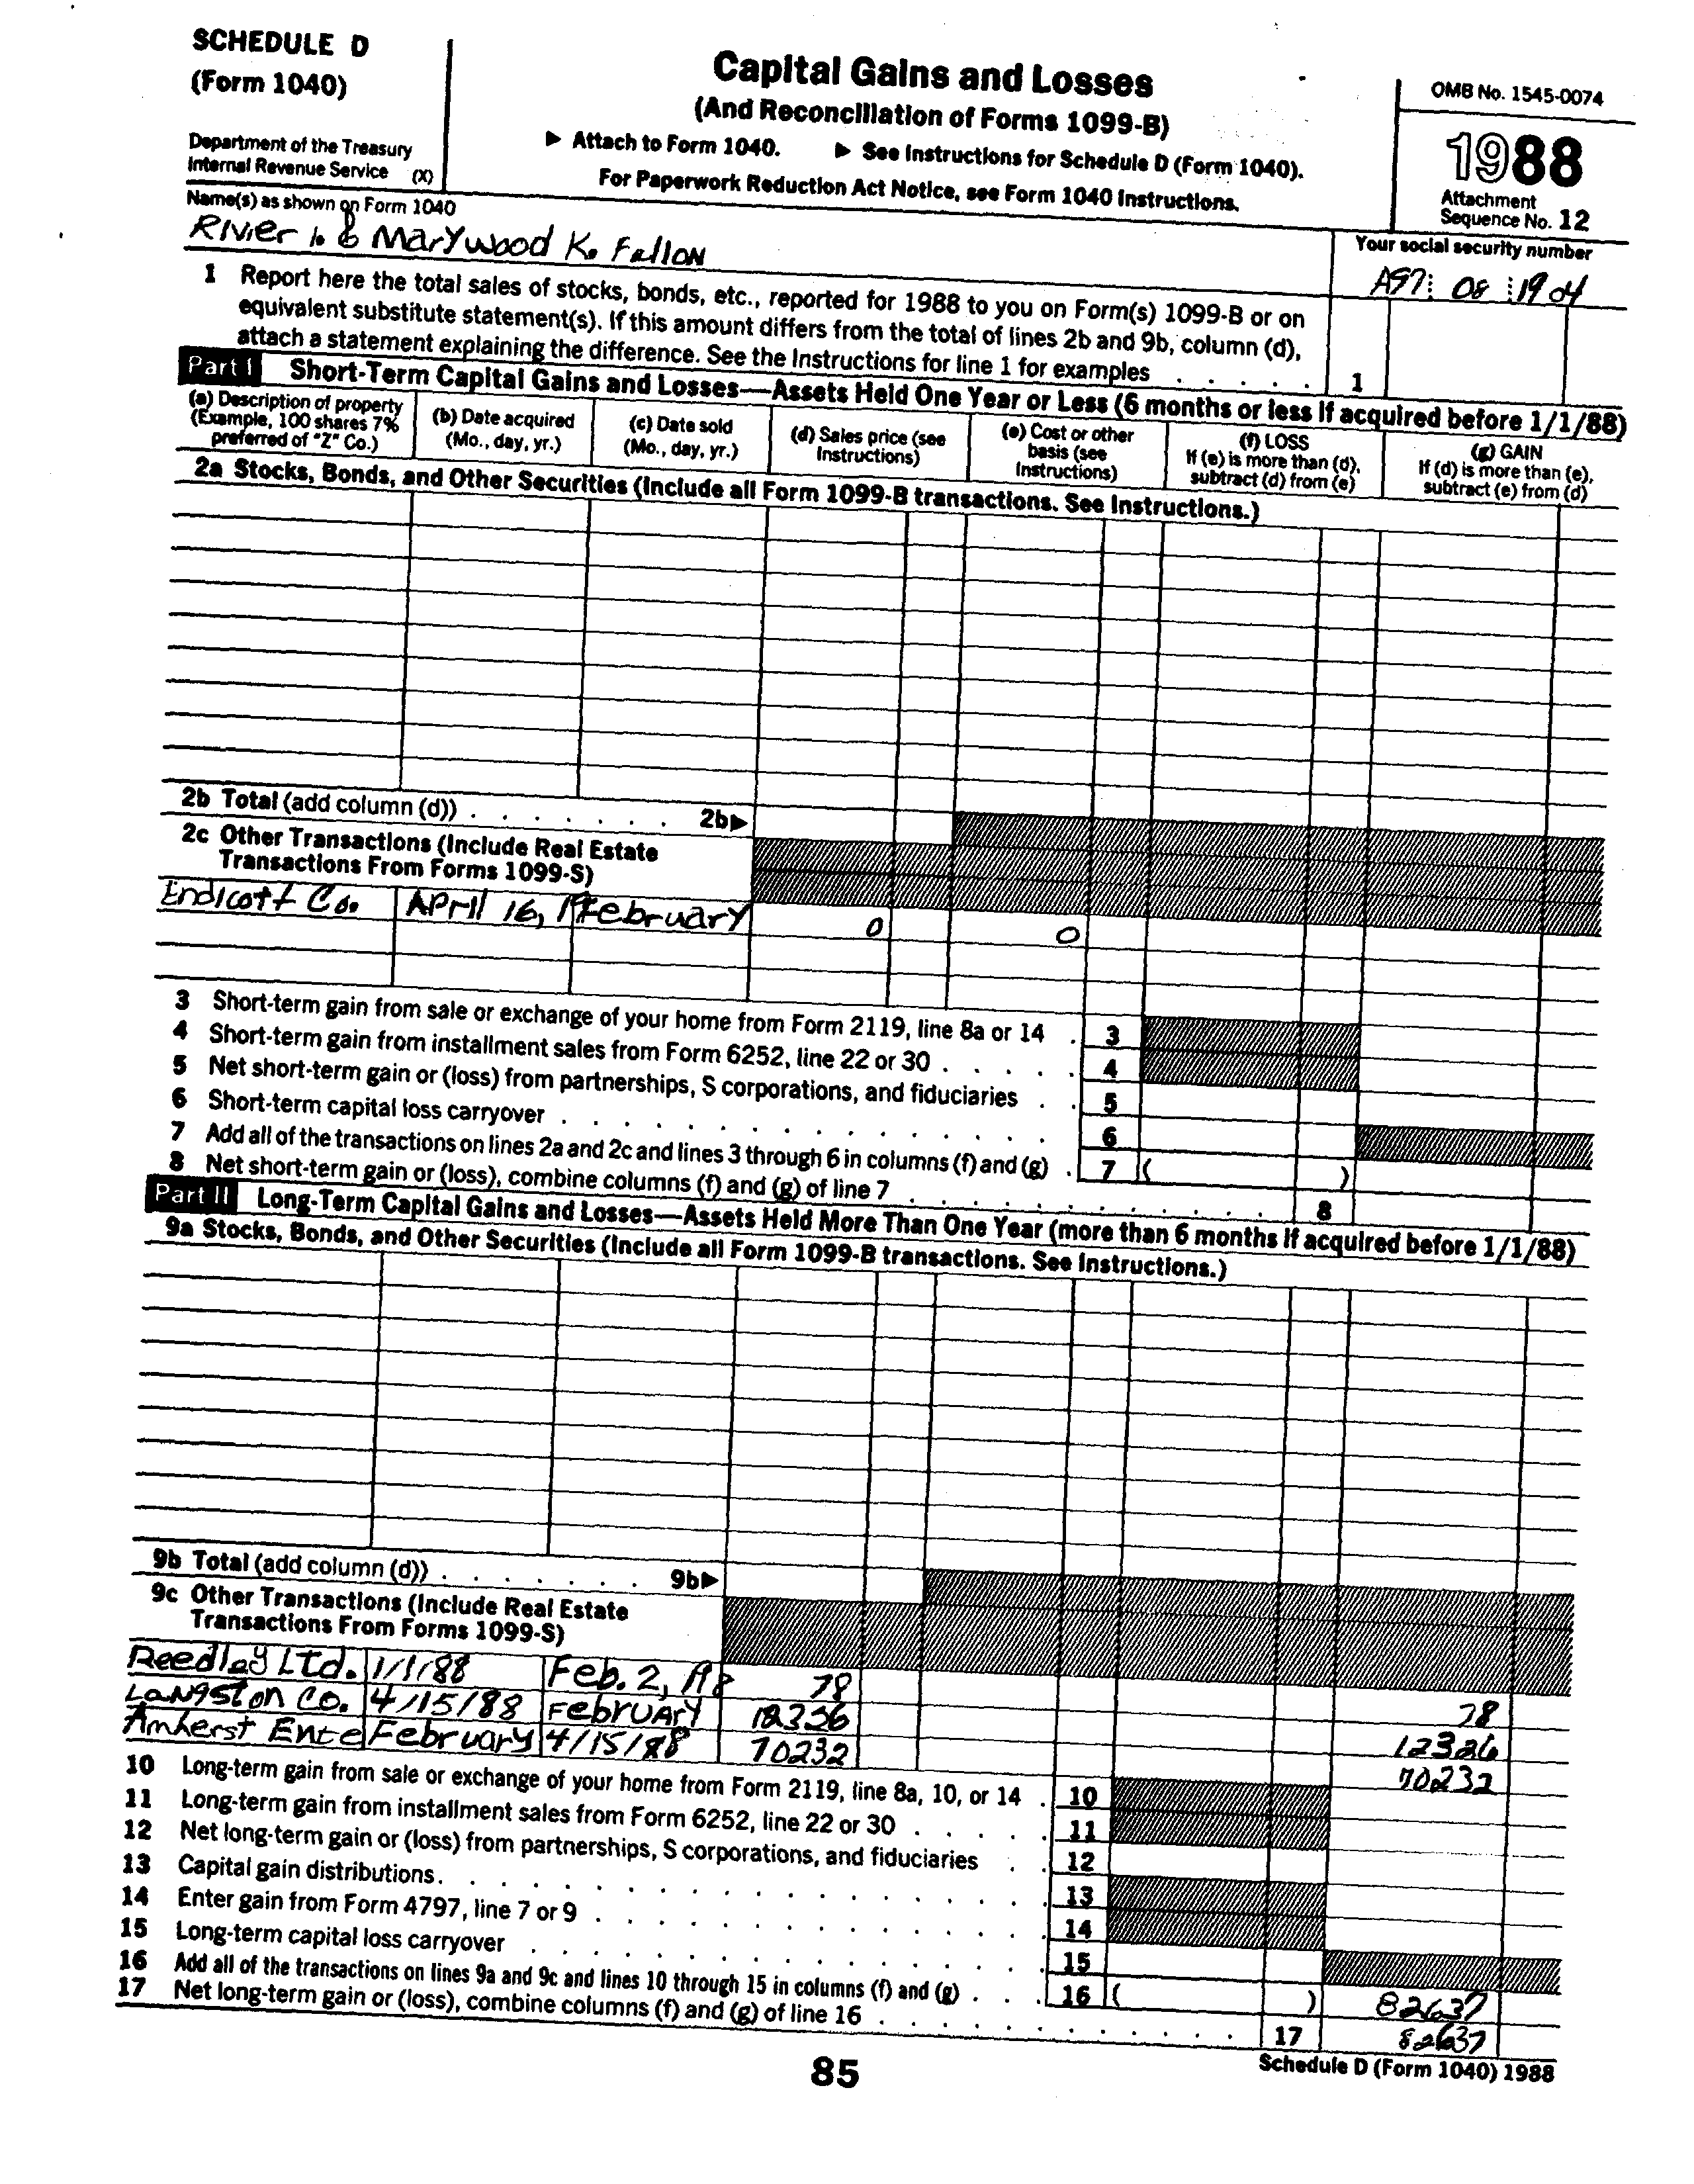 SCHEDULE D
(Form 1040)
Department of the Treasury
Internal Revenue Service (X)
Capital Gains and Losses
(And Reconciliation of Forms 1099-B)
▶ Attach to Form 1040. ▶ See Instructions for Schedule D (Form 1040).
For Paperwork Reduction Act Notice, see Form 1040 Instructions.
OMB No. 1545-0074
1988
Attachment
Sequence No. 12
Name(s) as shown on Form 1040
Rivier & Marywood K. Fallon
Your social security number
A97 08 1904
1 Report here the total sales of stocks, bonds, etc., reported for 1988 to you on Form(s) 1099-B or on
equivalent substitute statement(s). If this amount differs from the total of lines 2b and 9b, column (d),
attach a statement explaining the difference. See the Instructions for line 1 for examples . . . . . 1
Part I Short-Term Capital Gains and Losses—Assets Held One Year or Less (6 months or less if acquired before 1/1/88)
(a) Description of property
(Example, 100 shares 7%
preferred of "Z" Co.)
(b) Date acquired
(Mo., day, yr.)
(c) Date sold
(Mo., day, yr.)
(d) Sales price (see
Instructions)
(e) Cost or other
basis (see
Instructions)
(f) LOSS
If (e) is more than (d),
subtract (d) from (e)
(g) GAIN
If (d) is more than (e),
subtract (e) from (d)
2a Stocks, Bonds, and Other Securities (Include all Form 1099-B transactions. See Instructions.)
2b Total (add column (d)) . . . . . . . 2b▶
2c Other Transactions (Include Real Estate
Transactions From Forms 1099-S)
Endicott Co. April 16, 1 February 0 0
3 Short-term gain from sale or exchange of your home from Form 2119, line 8a or 14 . 3
4 Short-term gain from installment sales from Form 6252, line 22 or 30 . . . . . 4
5 Net short-term gain or (loss) from partnerships, S corporations, and fiduciaries . . 5
6 Short-term capital loss carryover . . . . . . . . . . . . . . . 6
7 Add all of the transactions on lines 2a and 2c and lines 3 through 6 in columns (f) and (g) . 7 ( )
8 Net short-term gain or (loss), combine columns (f) and (g) of line 7 . . . . . . . . . . . . 8
Part II Long-Term Capital Gains and Losses—Assets Held More Than One Year (more than 6 months if acquired before 1/1/88)
9a Stocks, Bonds, and Other Securities (Include all Form 1099-B transactions. See Instructions.)
9b Total (add column (d)) . . . . . . . 9b▶
9c Other Transactions (Include Real Estate
Transactions From Forms 1099-S)
Reedley Ltd. 1/1/88 Feb. 2, 78 78
Langston Co. 4/15/88 February 12326
Amherst Ente February 4/15/88 70232 70232
10 Long-term gain from sale or exchange of your home from Form 2119, line 8a, 10, or 14 . 10
11 Long-term gain from installment sales from Form 6252, line 22 or 30 . . . . . 11
12 Net long-term gain or (loss) from partnerships, S corporations, and fiduciaries . . 12
13 Capital gain distributions . . . . . . . . . . . . . . . . . . 13
14 Enter gain from Form 4797, line 7 or 9 . . . . . . . . . . . . . . 14
15 Long-term capital loss carryover . . . . . . . . . . . . . . . . 15
16 Add all of the transactions on lines 9a and 9c and lines 10 through 15 in columns (f) and (g) . . . 16 ( ) 82637
17 Net long-term gain or (loss), combine columns (f) and (g) of line 16 . . . . . . . . . . . . 17 82637
85
Schedule D (Form 1040) 1988